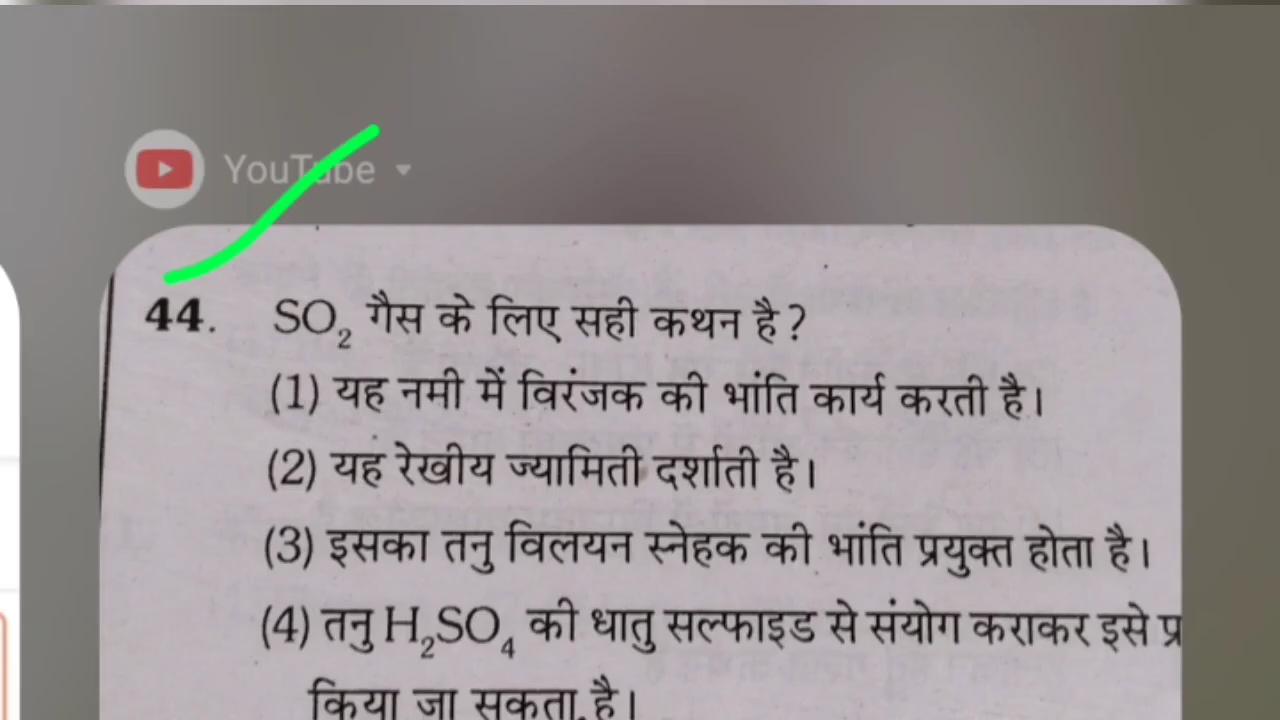 YouTube
44. SO₂ गैस के लिए सही कथन है?
(1) यह नमी में विरंजक की भांति कार्य करती है।
(2) यह रेखीय ज्यामिती दर्शाती है।
(3) इसका तनु विलयन स्नेहक की भांति प्रयुक्त होता है।
(4) तनु H₂SO₄ की धातु सल्फाइड से संयोग कराकर इसे प्र
किया जा सकता है।